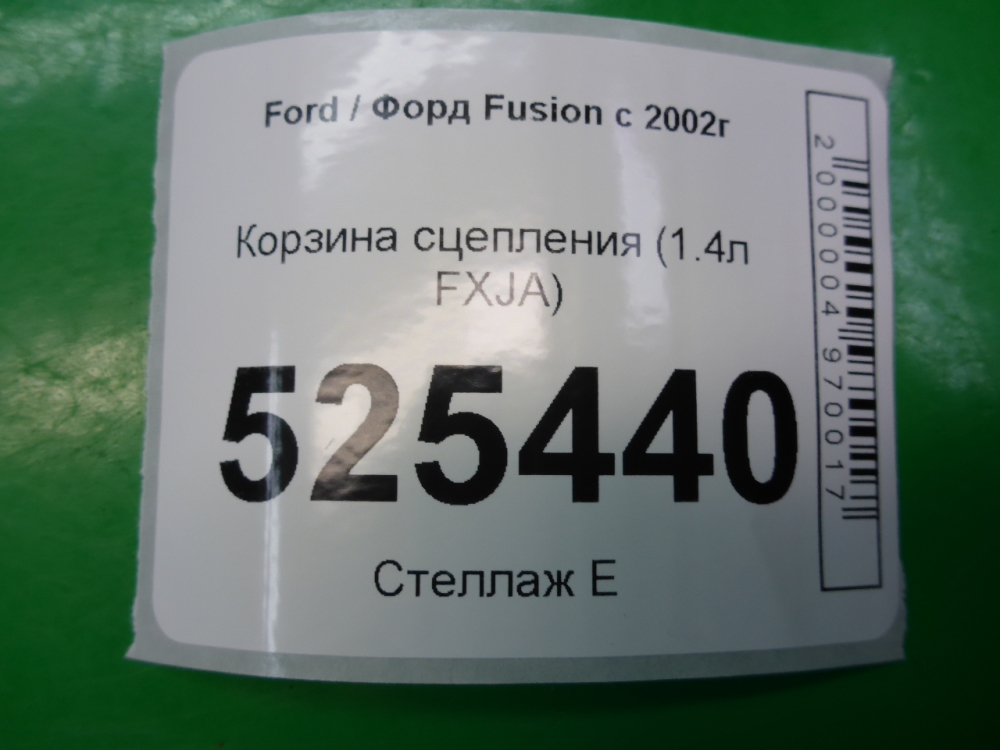 Ford / Форд Fusion с 2002г
Корзина сцепления (1.4л
FXJA)
525440
Стеллаж Е
2000004970017